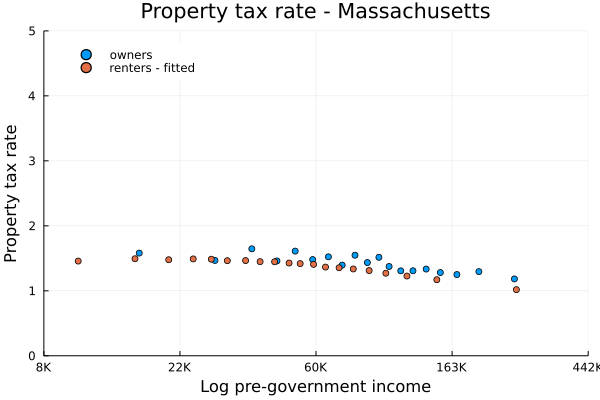 Property tax rate - Massachusetts
owners
renters - fitted
Property tax rate
5
4
3
2
1
0
8K 22K 60K 163K 442K
Log pre-government income